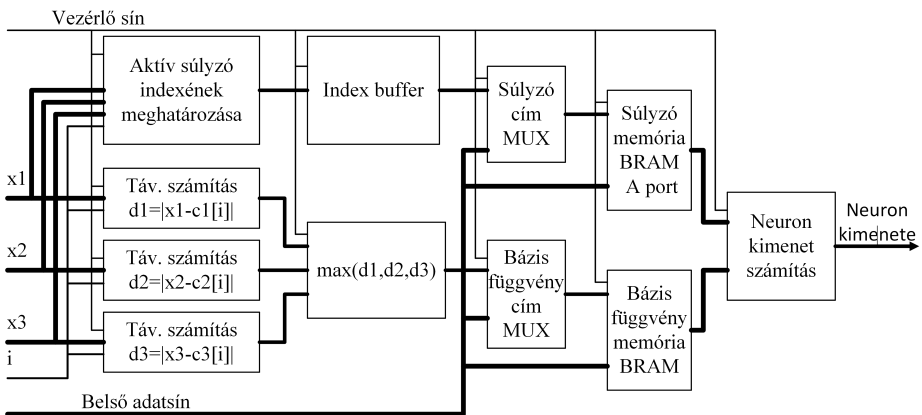 Vezérlő sín
Aktív súlyzó
indexének
meghatározása
Index buffer
Súlyzó
cím
MUX
Súlyzó
memória
BRAM
A port
x1
Táv. számítás
d1=|x1-c1[i]|
x2
Táv. számítás
d2=|x2-c2[i]|
x3
Táv. számítás
d3=|x3-c3[i]|
i
max(d1,d2,d3)
Bázis
függvény
cím
MUX
Bázis
függvény
memória
BRAM
Neuron
kimenet
számítás
Neuron
kimenete
Belső adatsín